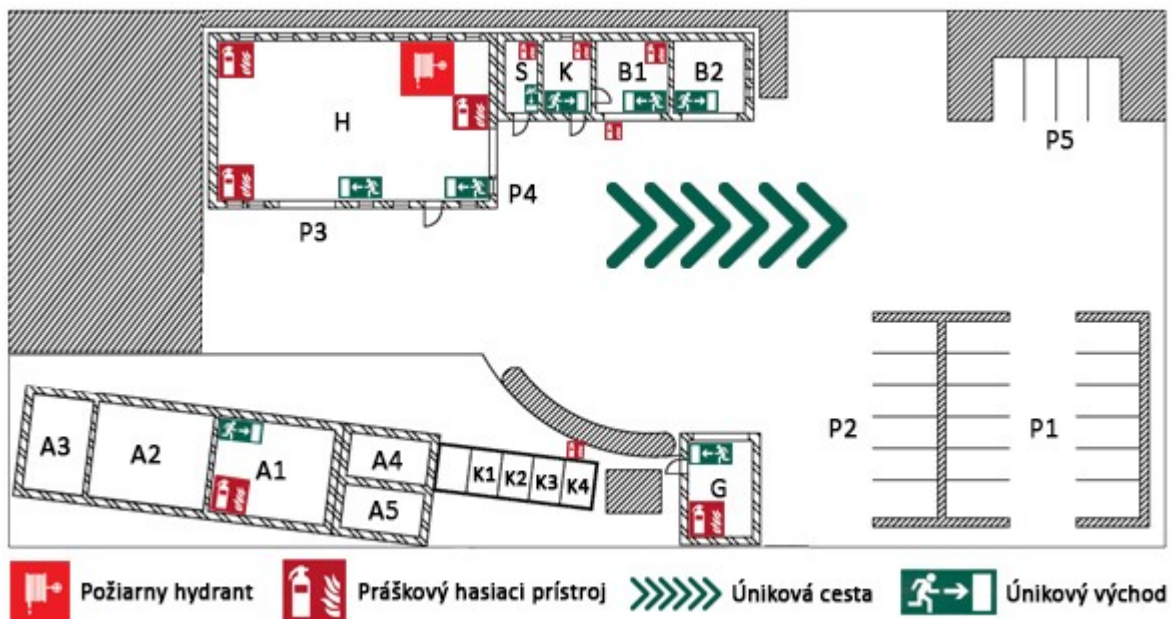 S K B1 B2
H
P5
P4
P3
A3 A2 A1 A4 A5
K1 K2 K3 K4
G
P2 P1
Požiarny hydrant
Práškový hasiaci prístroj
Úniková cesta
Únikový východ